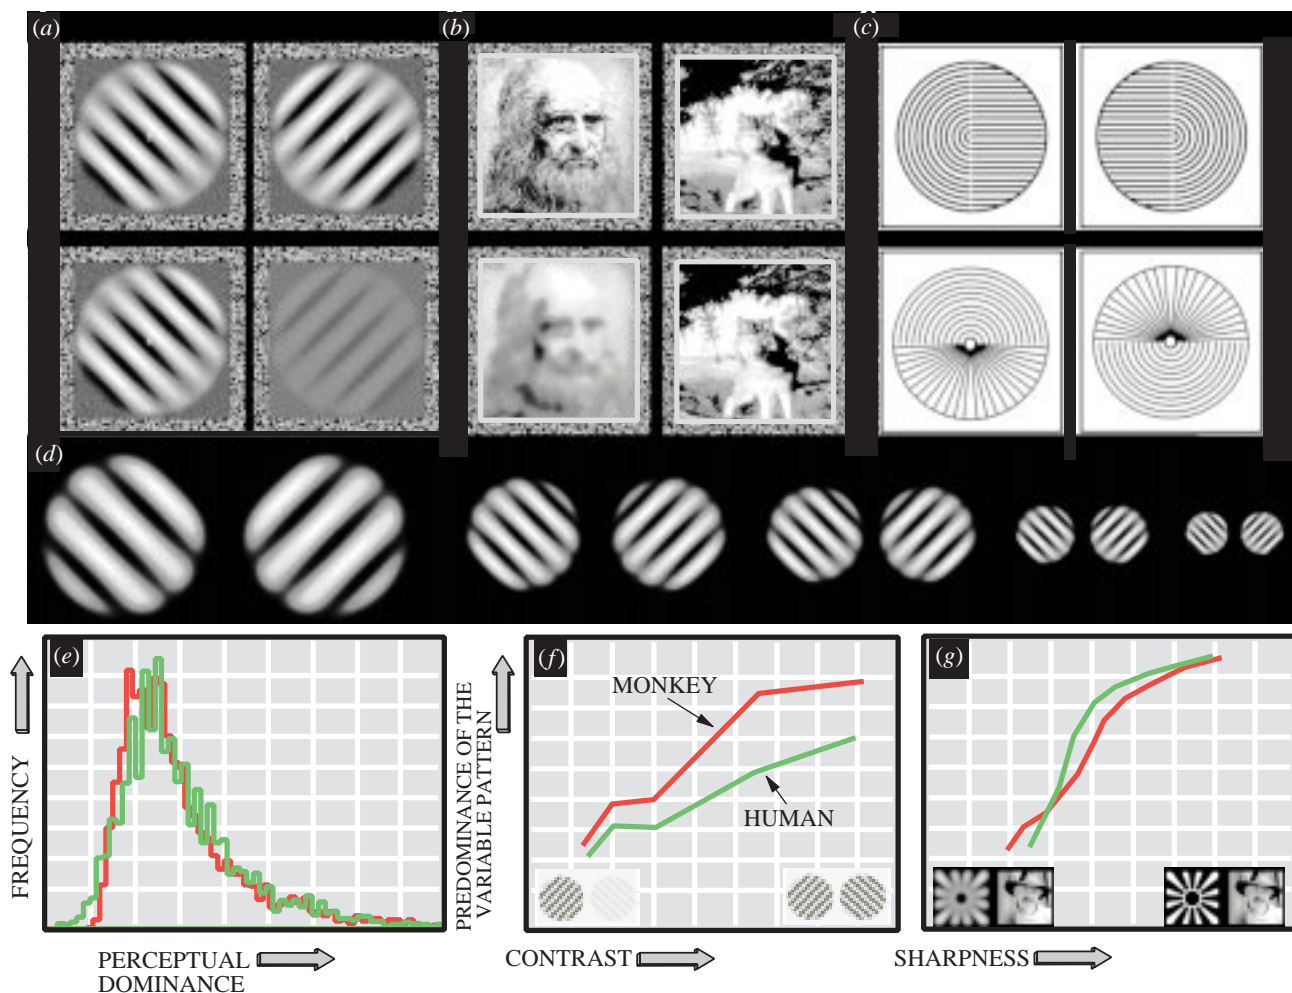 (a)
(b)
(c)
(d)
(e)
(f)
(g)
FREQUENCY
PERCEPTUAL
DOMINANCE
PREDOMINANCE OF THE
VARIABLE PATTERN
MONKEY
HUMAN
CONTRAST
SHARPNESS